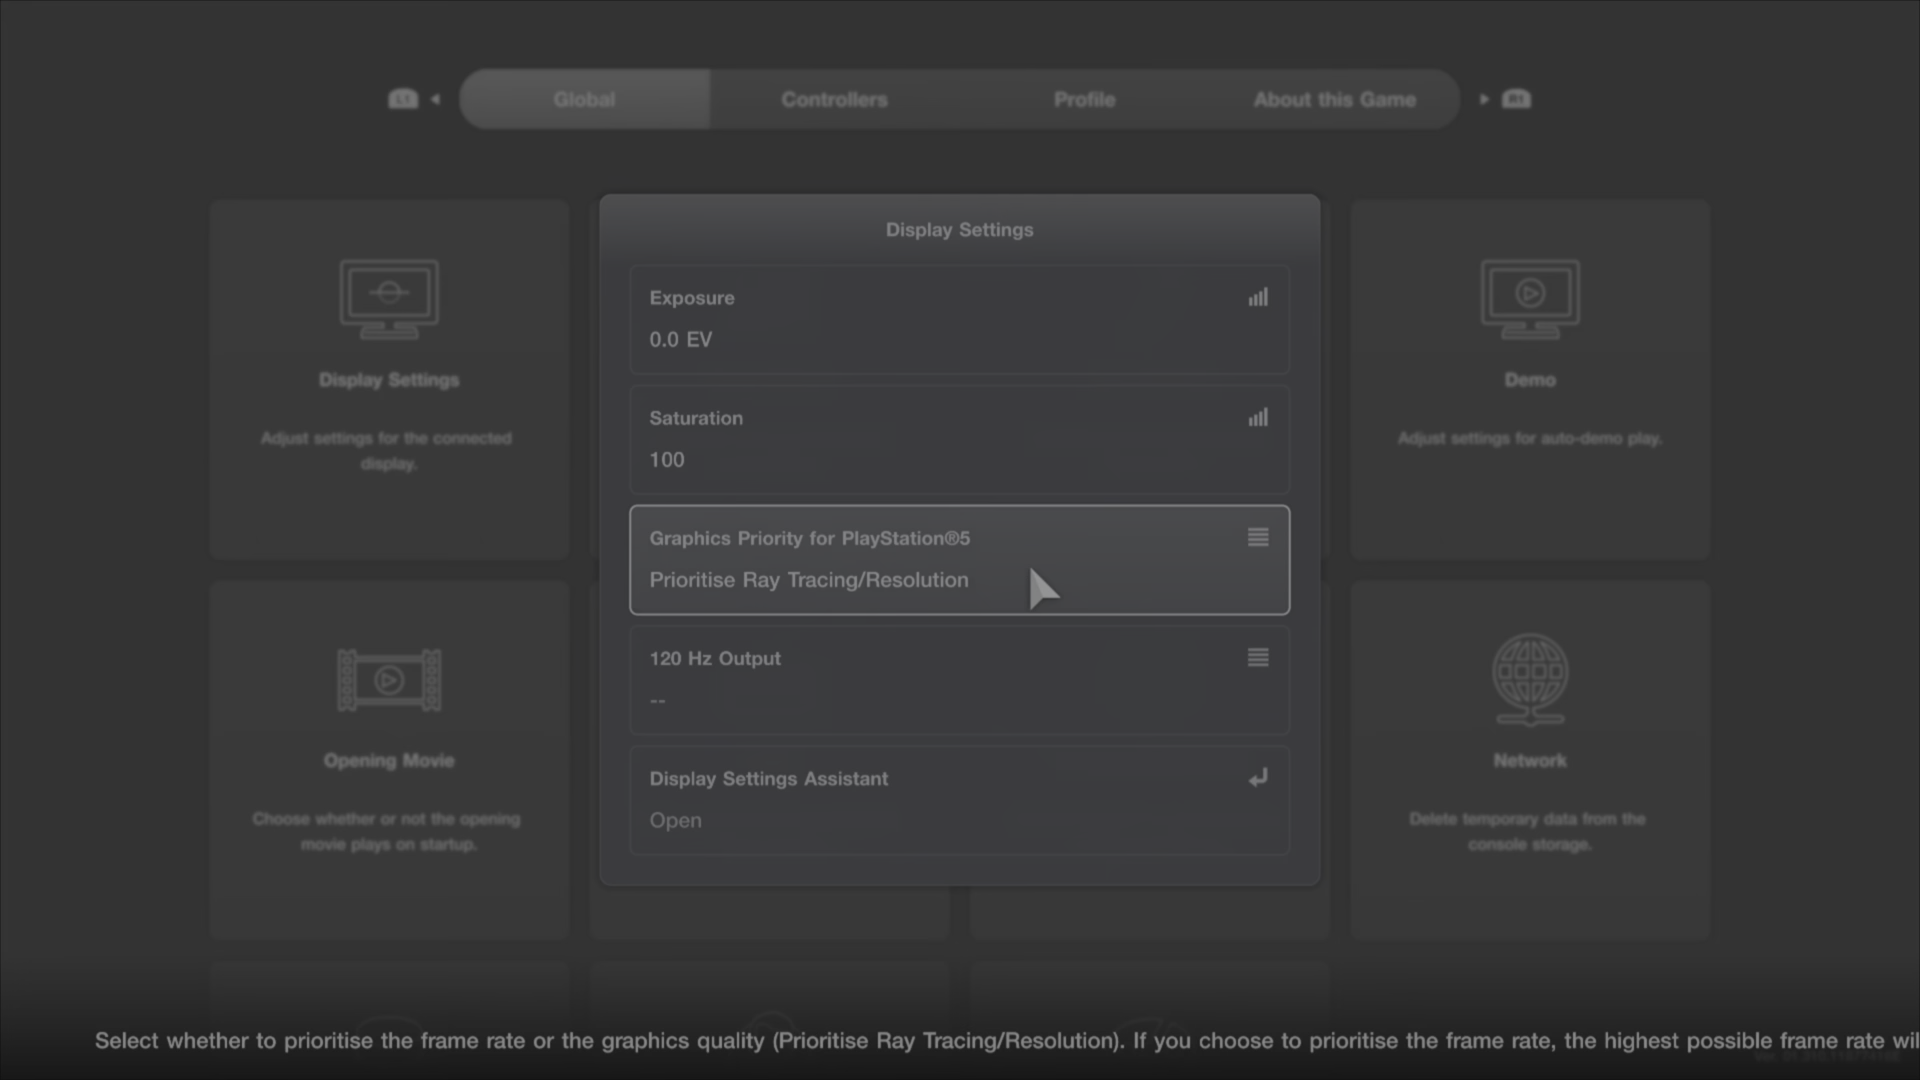 L1 Global Controllers Profile About this Game R1
Display Settings
Exposure
0.0 EV
Saturation
100
Graphics Priority for PlayStation®5
Prioritise Ray Tracing/Resolution
120 Hz Output
--
Display Settings Assistant
Open
Display Settings
Adjust settings for the connected
display.
Demo
Adjust settings for auto-demo play.
Opening Movie
Choose whether or not the opening
movie plays on startup.
Network
Delete temporary data from the
console storage.
Select whether to prioritise the frame rate or the graphics quality (Prioritise Ray Tracing/Resolution). If you choose to prioritise the frame rate, the highest possible frame rate wil